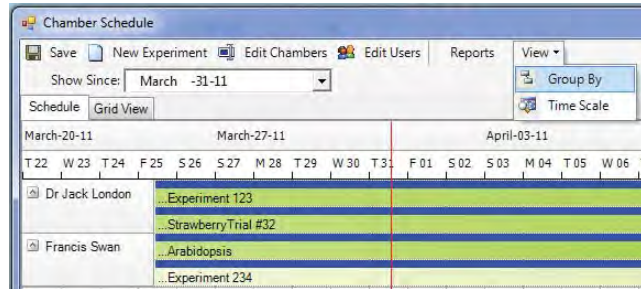 Chamber Schedule
Save New Experiment Edit Chambers Edit Users Reports View
Show Since: March -31-11
Group By
Time Scale
Schedule Grid View
March-20-11 March-27-11 April-03-11
T 22 W 23 T 24 F 25 S 26 S 27 M 28 T 29 W 30 T 31 F 01 S 02 S 03 M 04 T 05 W 06
Dr Jack London
...Experiment 123
...StrawberryTrial #32
Francis Swan
...Arabidopsis
...Experiment 234